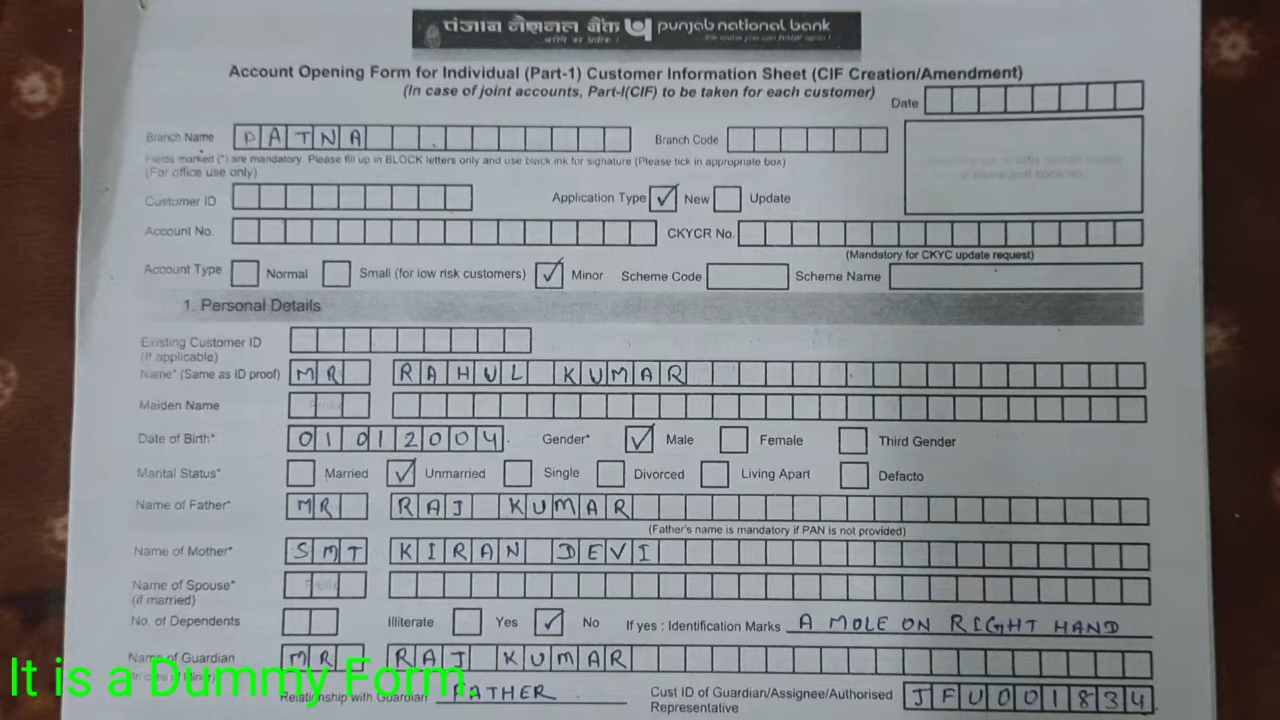 पंजाब नैशनल बैंक punjab national bank
Account Opening Form for Individual (Part-1) Customer Information Sheet (CIF Creation/Amendment)
(In case of joint accounts, Part-I(CIF) to be taken for each customer)
Date
Branch Name PATNA Branch Code
Fields marked (*) are mandatory. Please fill up in BLOCK letters only and use black ink for signature (Please tick in appropriate box)
(For office use only)
Customer ID Application Type ✓ New Update
Account No. CKYCR No.
(Mandatory for CKYC update request)
Account Type Normal Small (for low risk customers) ✓ Minor Scheme Code Scheme Name
1. Personal Details
Existing Customer ID
(If applicable)
Name* (Same as ID proof) MR RAHUL KUMAR
Maiden Name Prefix
Date of Birth* 01012004 Gender* ✓ Male Female Third Gender
Marital Status* Married ✓ Unmarried Single Divorced Living Apart Defacto
Name of Father* MR RAJ KUMAR
(Father's name is mandatory if PAN is not provided)
Name of Mother* SMT KIRAN DEVI
Name of Spouse* Prefix
(if married)
No. of Dependents Illiterate Yes ✓ No If yes : Identification Marks A MOLE ON RIGHT HAND
Name of Guardian MR RAJ KUMAR
(In case of Minor)
It is a Dummy Form.
Relationship with Guardian FATHER Cust ID of Guardian/Assignee/Authorised JFU001834
Representative